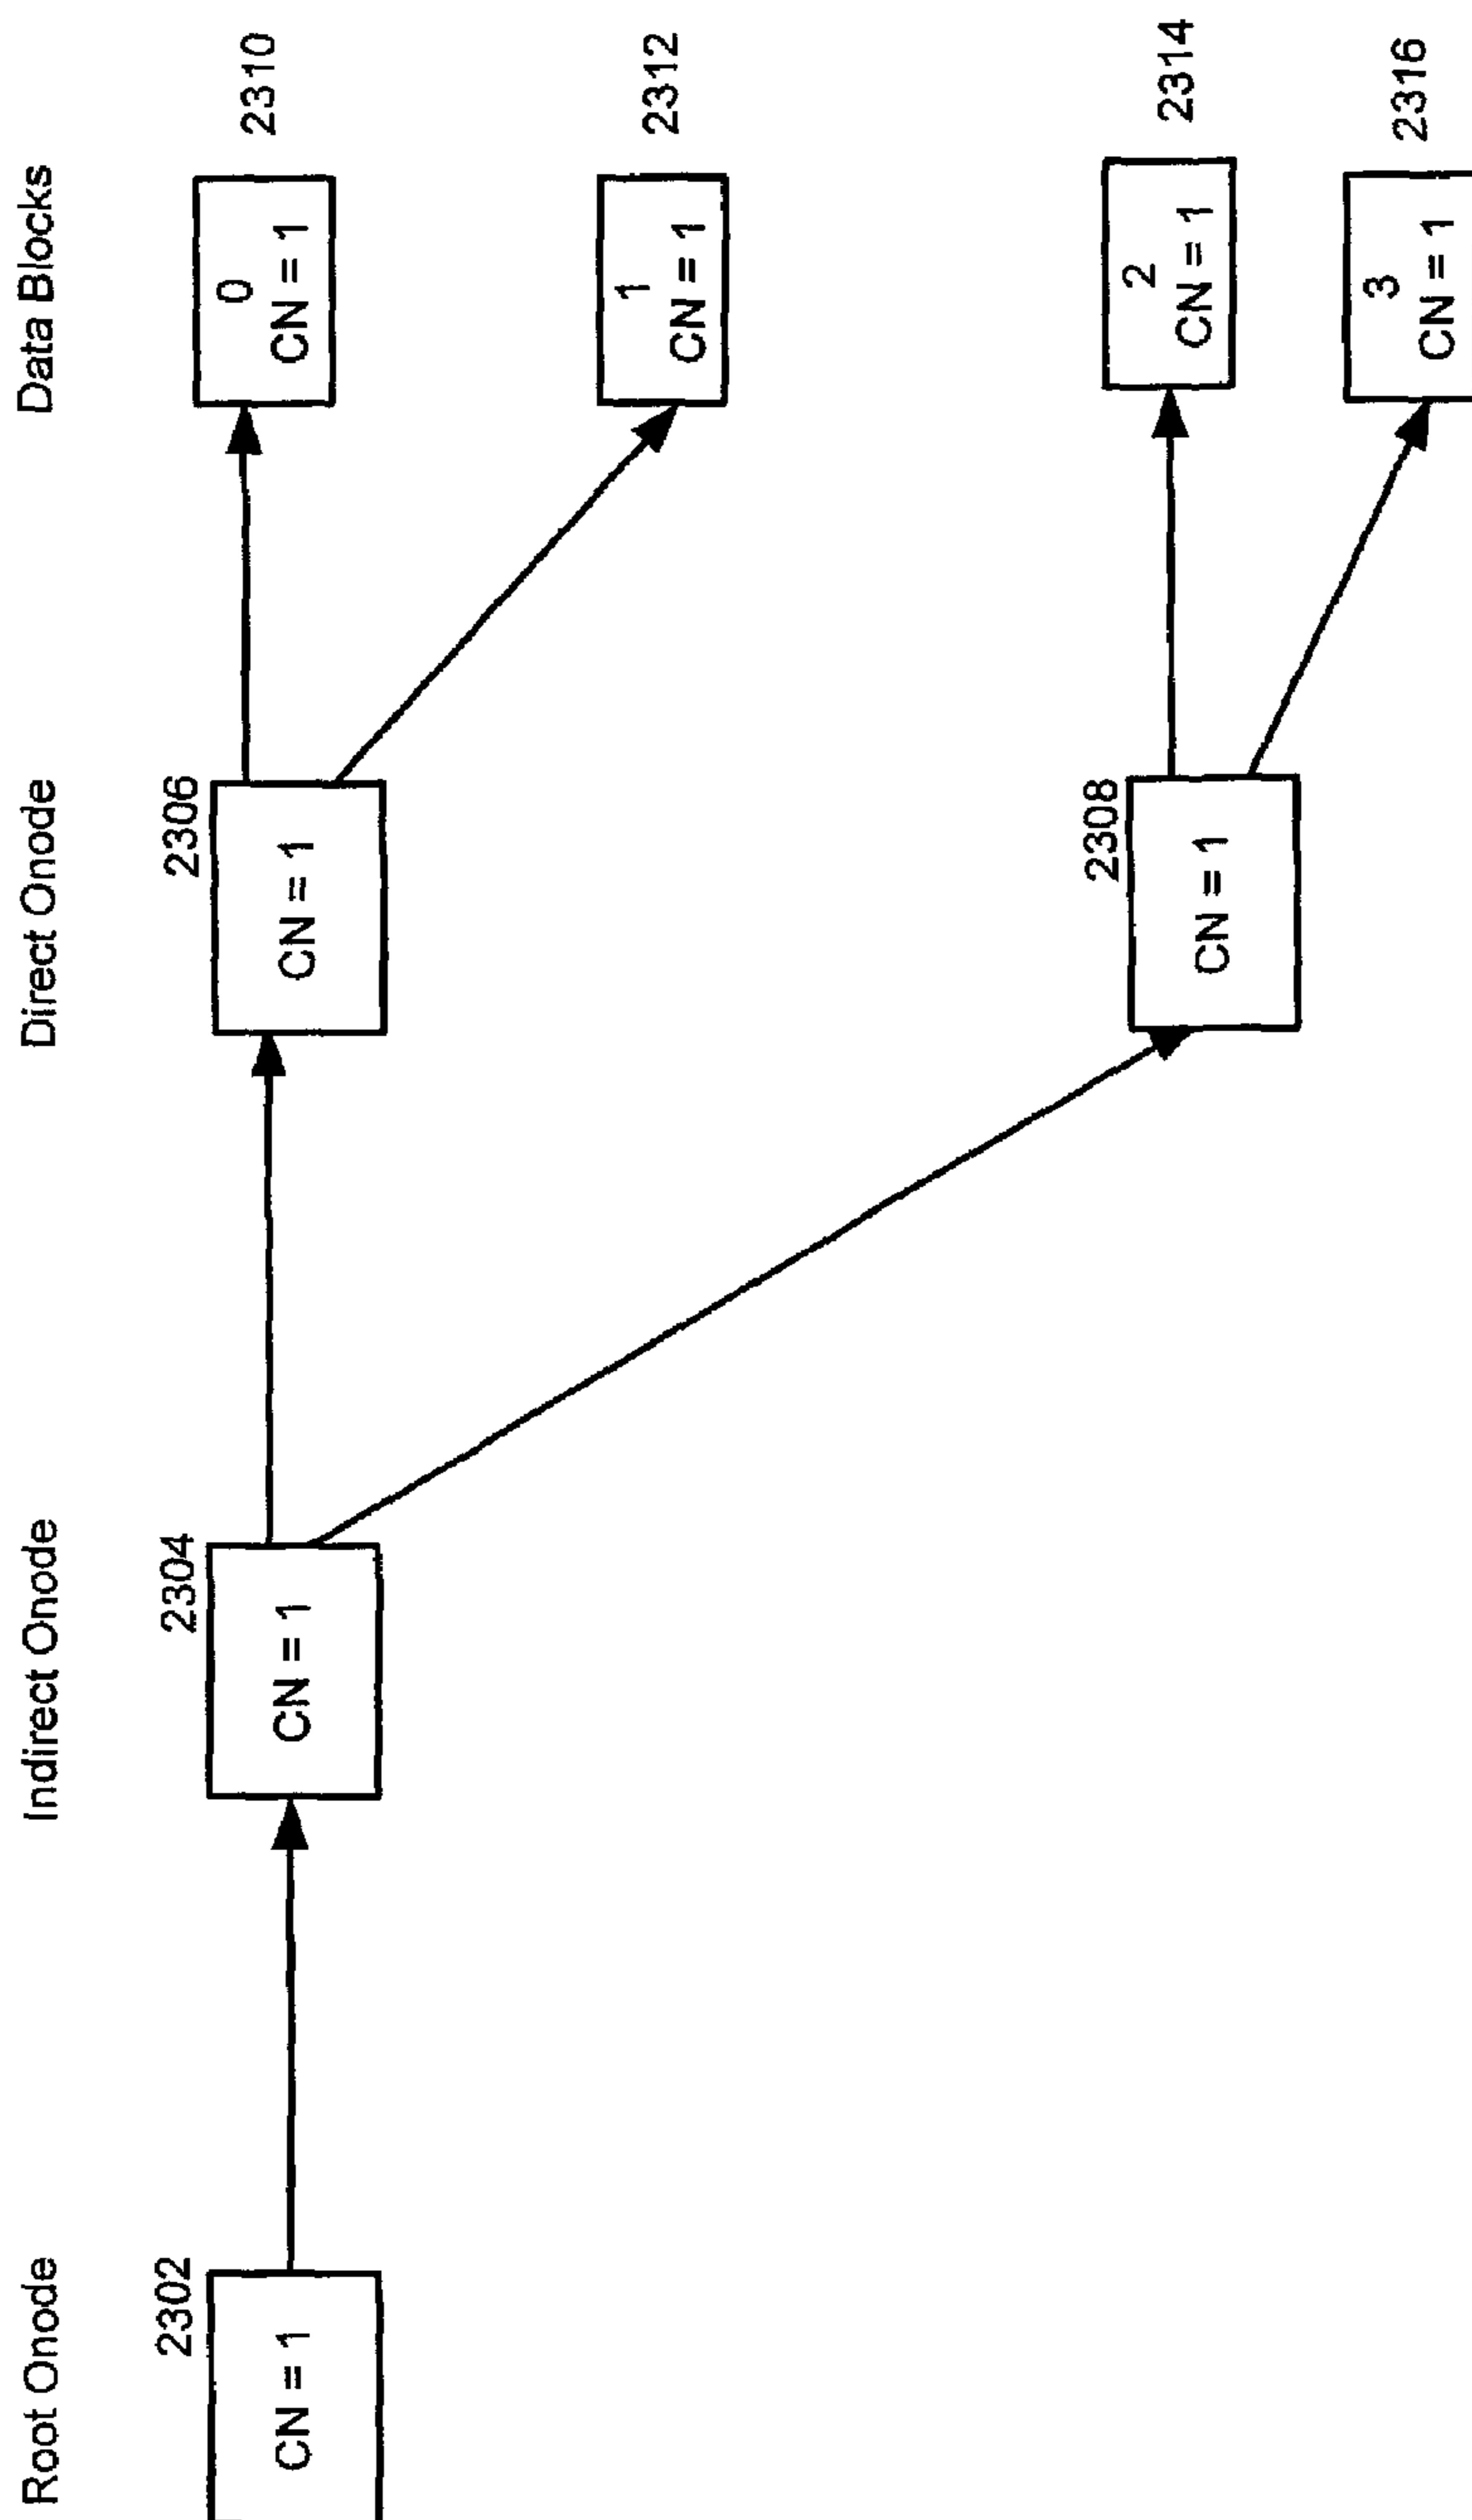 Root Onode
Indirect Onode
Direct Onode
Data Blocks
2302
CN = 1
2304
CN = 1
2306
CN = 1
0
CN = 1
2310
1
CN = 1
2312
2308
CN = 1
2
CN = 1
2314
3
CN = 1
2316